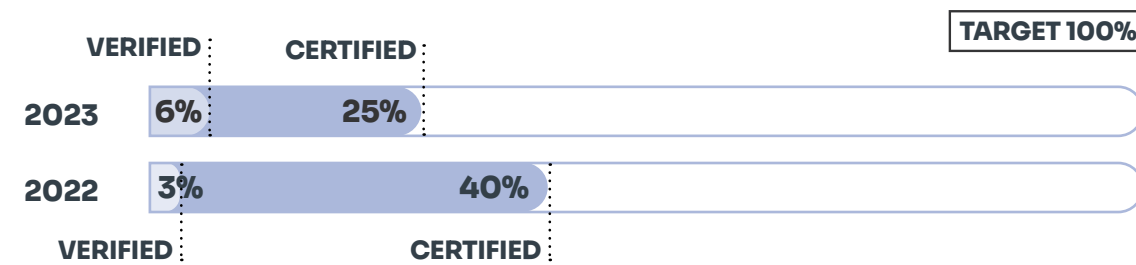 TARGET 100%
VERIFIED CERTIFIED
2023 6% 25%
2022 3% 40%
VERIFIED CERTIFIED